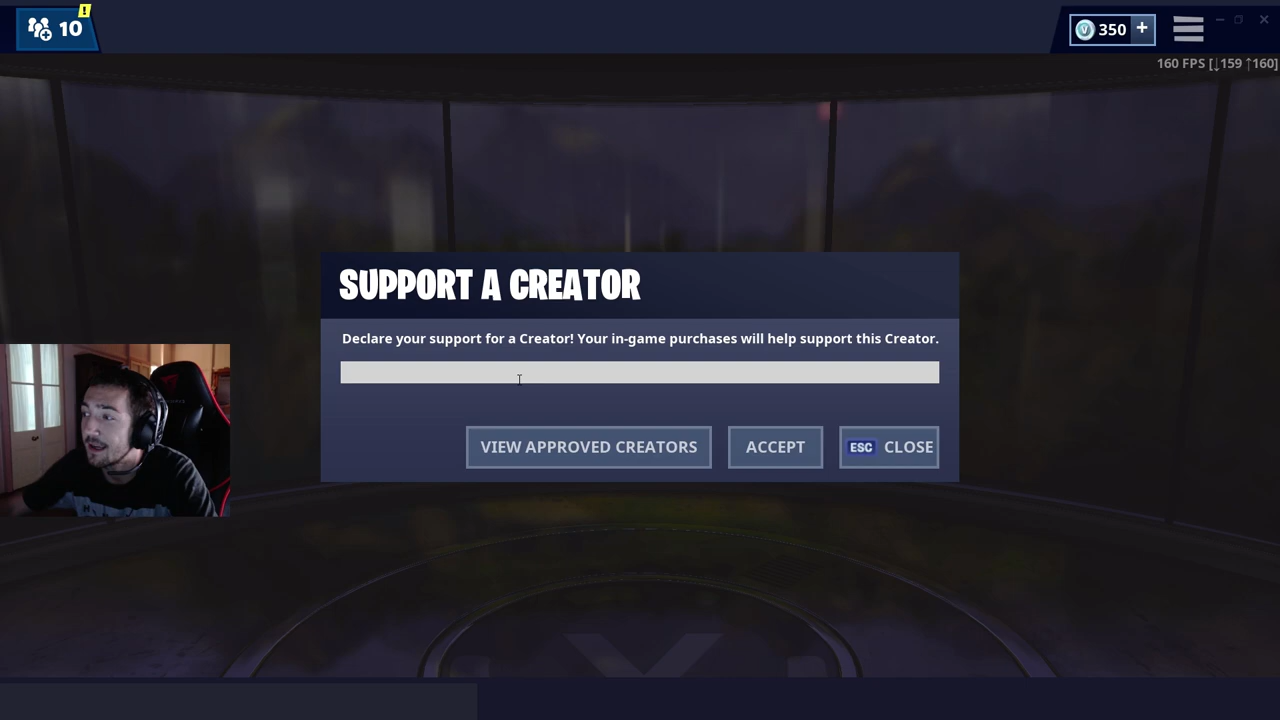 !
10
350 +
160 FPS [↓159 ↑160]
SUPPORT A CREATOR
Declare your support for a Creator! Your in-game purchases will help support this Creator.
VIEW APPROVED CREATORS
ACCEPT
ESC CLOSE